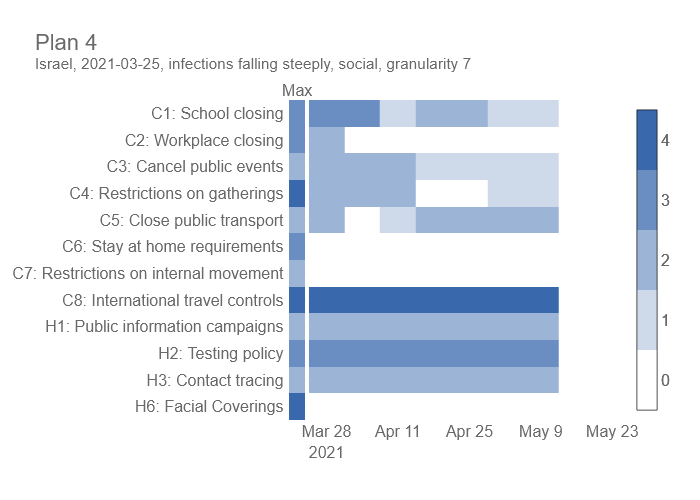 Plan 4
Israel, 2021-03-25, infections falling steeply, social, granularity 7
Max
C1: School closing
C2: Workplace closing
C3: Cancel public events
C4: Restrictions on gatherings
C5: Close public transport
C6: Stay at home requirements
C7: Restrictions on internal movement
C8: International travel controls
H1: Public information campaigns
H2: Testing policy
H3: Contact tracing
H6: Facial Coverings
Mar 28 Apr 11 Apr 25 May 9 May 23
2021
4
3
2
1
0